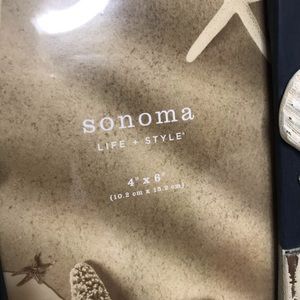 sonoma
LIFE + STYLE®
4" x 6"
(10.2 cm x 15.2 cm)